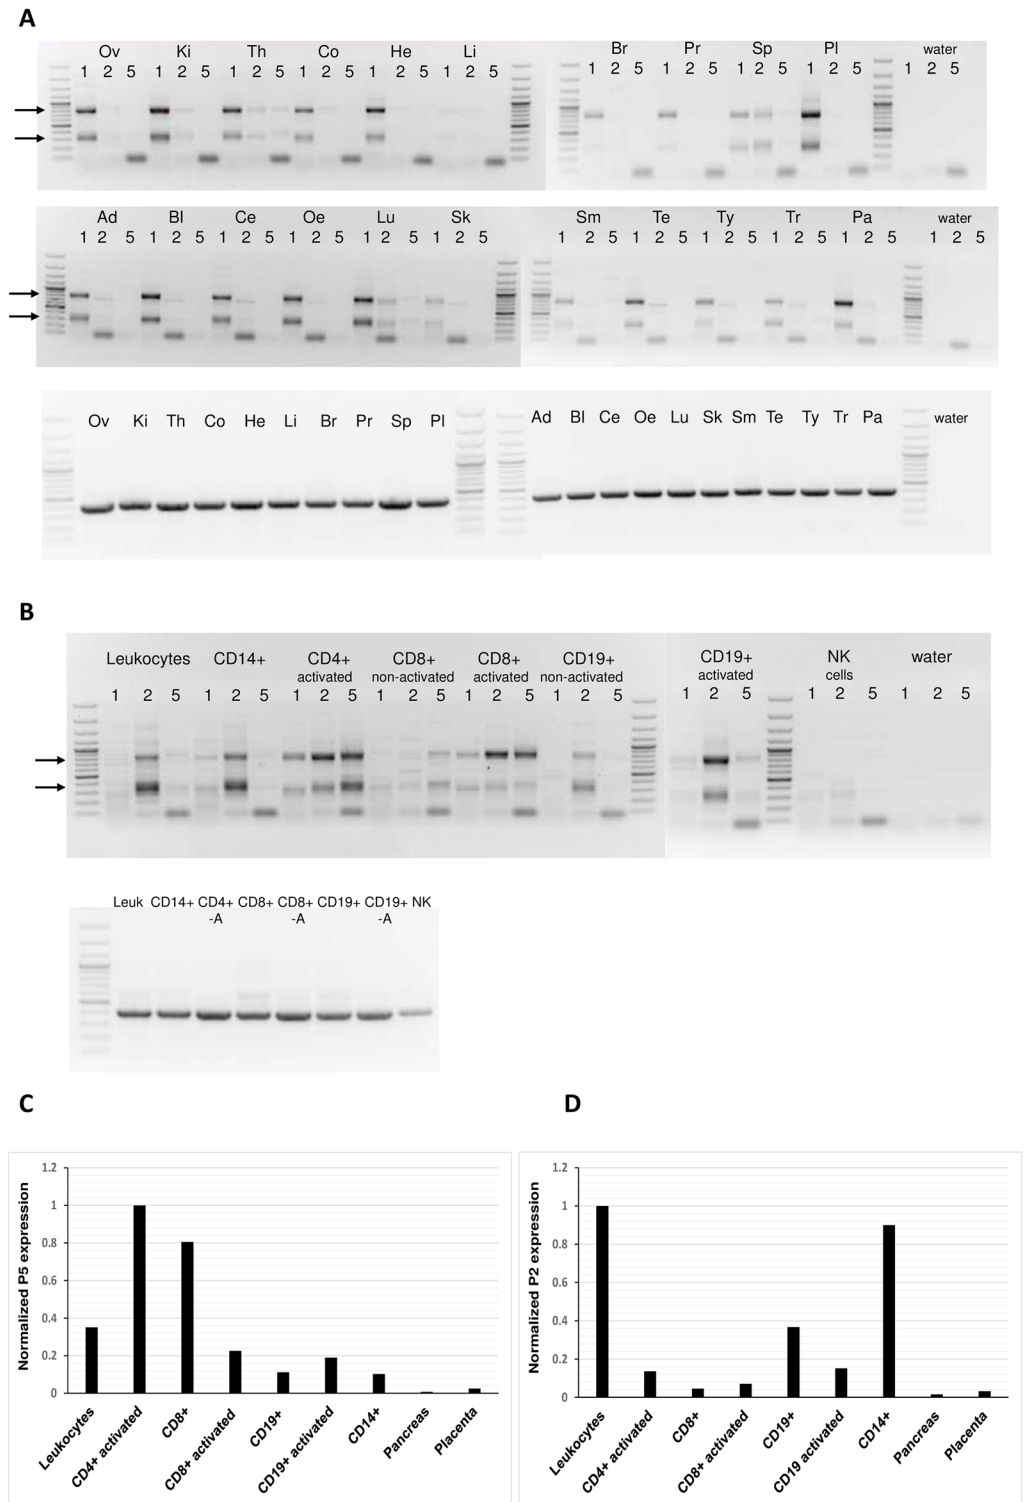 A
Ov Ki Th Co He Li Br Pr Sp Pl water
1 2 5 1 2 5 1 2 5 1 2 5 1 2 5 1 2 5 1 2 5 1 2 5 1 2 5 1 2 5 1 2 5
Ad Bl Ce Oe Lu Sk Sm Te Ty Tr Pa water
1 2 5 1 2 5 1 2 5 1 2 5 1 2 5 1 2 5 1 2 5 1 2 5 1 2 5 1 2 5 1 2 5 1 2 5
Ov Ki Th Co He Li Br Pr Sp Pl Ad Bl Ce Oe Lu Sk Sm Te Ty Tr Pa water
B
Leukocytes CD14+ CD4+ CD8+ CD8+ CD19+ CD19+ NK water
activated non-activated activated non-activated activated cells
1 2 5 1 2 5 1 2 5 1 2 5 1 2 5 1 2 5 1 2 5 1 2 5 1 2 5
Leuk CD14+ CD4+ CD8+ CD8+ CD19+ CD19+ NK
-A -A -A
C
Normalized P5 expression
1.2
1
0.8
0.6
0.4
0.2
0
Leukocytes
CD4+ activated
CD8+
CD8+ activated
CD19+
CD19+ activated
CD14+
Pancreas
Placenta
D
Normalized P2 expression
1.2
1
0.8
0.6
0.4
0.2
0
Leukocytes
CD4+ activated
CD8+
CD8+ activated
CD19+
CD19 activated
CD14+
Pancreas
Placenta